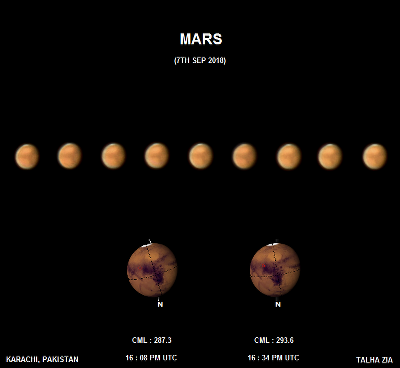 MARS
(7TH SEP 2018)
N
N
CML : 287.3
CML : 293.6
16 : 08 PM UTC
16 : 34 PM UTC
KARACHI, PAKISTAN
TALHA ZIA